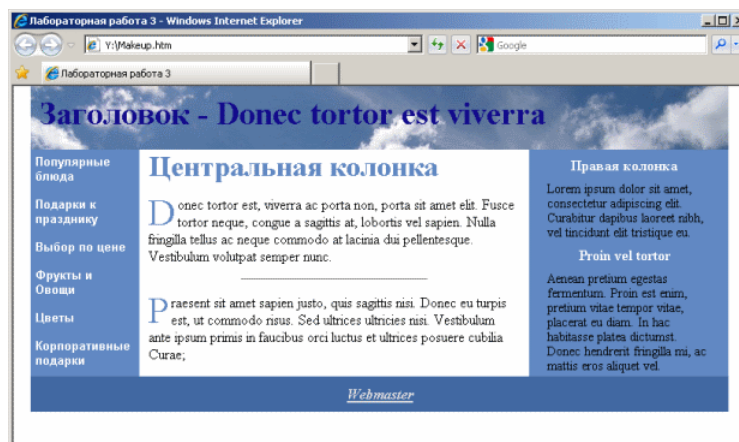 Лабораторная работа 3 - Windows Internet Explorer
Y:\Makeup.htm
Google
Лабораторная работа 3
Заголовок - Donec tortor est viverra
Популярные
блюда
Подарки к
празднику
Выбор по цене
Фрукты и
Овощи
Цветы
Корпоративные
подарки
Центральная колонка
Donec tortor est, viverra ac porta non, porta sit amet elit. Fusce
tortor neque, congue a sagittis at, lobortis vel sapien. Nulla
fringilla tellus ac neque commodo at lacinia dui pellentesque.
Vestibulum volutpat semper nunc.
Praesent sit amet sapien justo, quis sagittis nisi. Donec eu turpis
est, ut commodo risus. Sed ultrices ultricies nisi. Vestibulum
ante ipsum primis in faucibus orci luctus et ultrices posuere cubilia
Curae;
Правая колонка
Lorem ipsum dolor sit amet,
consectetur adipiscing elit.
Curabitur dapibus laoreet nibh,
vel tincidunt elit tristique eu.
Proin vel tortor
Aenean pretium egestas
fermentum. Proin est enim,
pretium vitae tempor vitae,
placerat eu diam. In hac
habitasse platea dictumst.
Donec hendrerit fringilla mi, ac
mattis eros aliquet vel.
Webmaster